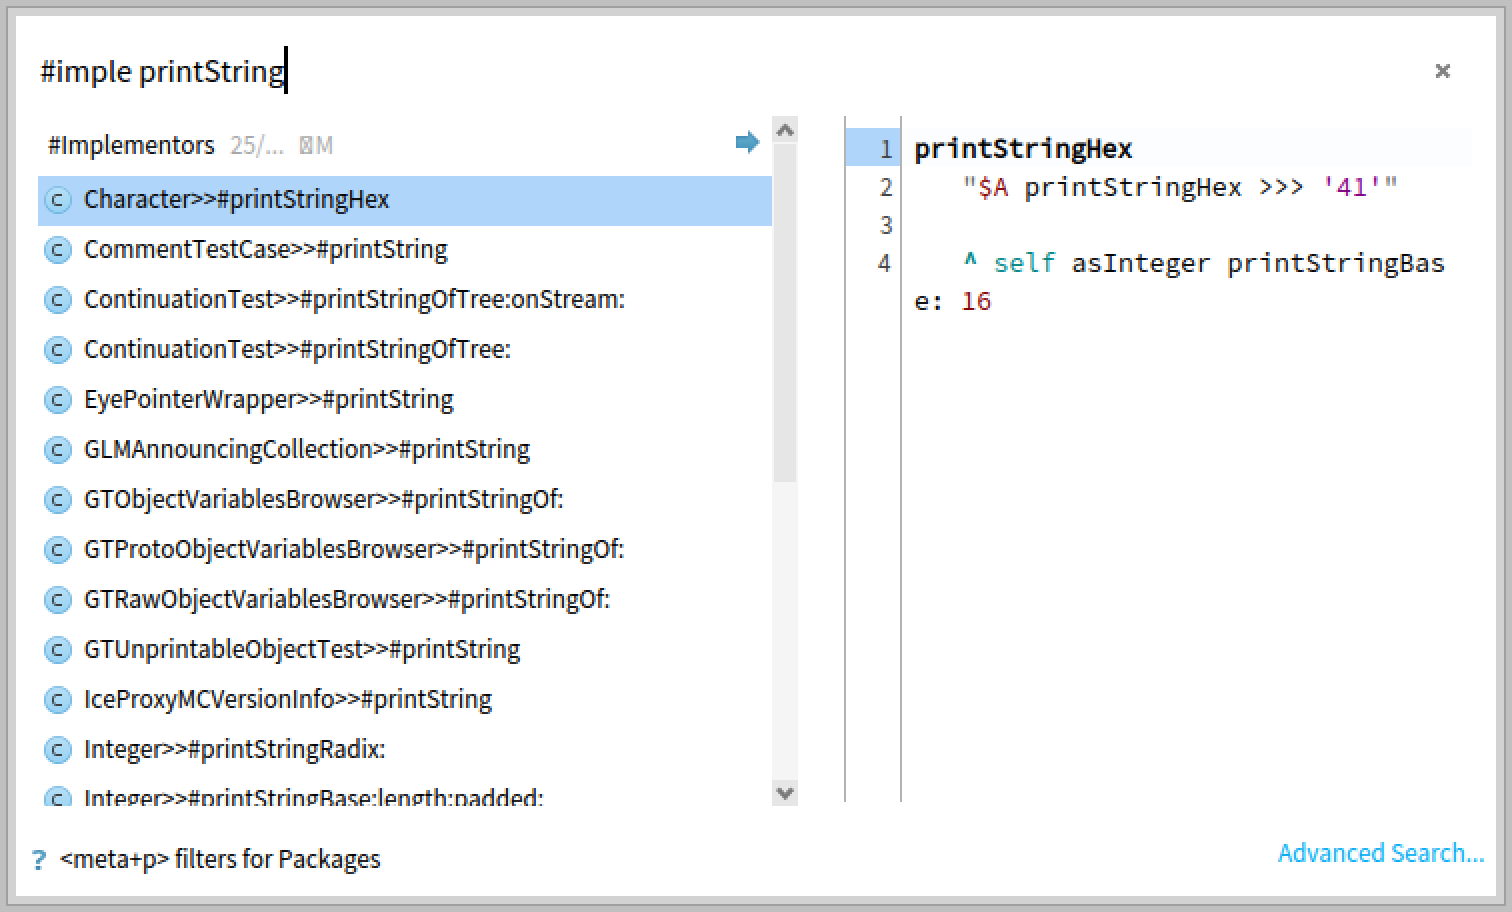 #imple printString
#Implementors 25/... M
Character>>#printStringHex
CommentTestCase>>#printString
ContinuationTest>>#printStringOfTree:onStream:
ContinuationTest>>#printStringOfTree:
EyePointerWrapper>>#printString
GLMAnnouncingCollection>>#printString
GTObjectVariablesBrowser>>#printStringOf:
GTProtoObjectVariablesBrowser>>#printStringOf:
GTRawObjectVariablesBrowser>>#printStringOf:
GTUnprintableObjectTest>>#printString
IceProxyMCVersionInfo>>#printString
Integer>>#printStringRadix:
Integer>>#printStringBase:length:padded:
1 printStringHex
2 "$A printStringHex >>> '41'"
3
4 ^ self asInteger printStringBas
e: 16
? <meta+p> filters for Packages
Advanced Search...